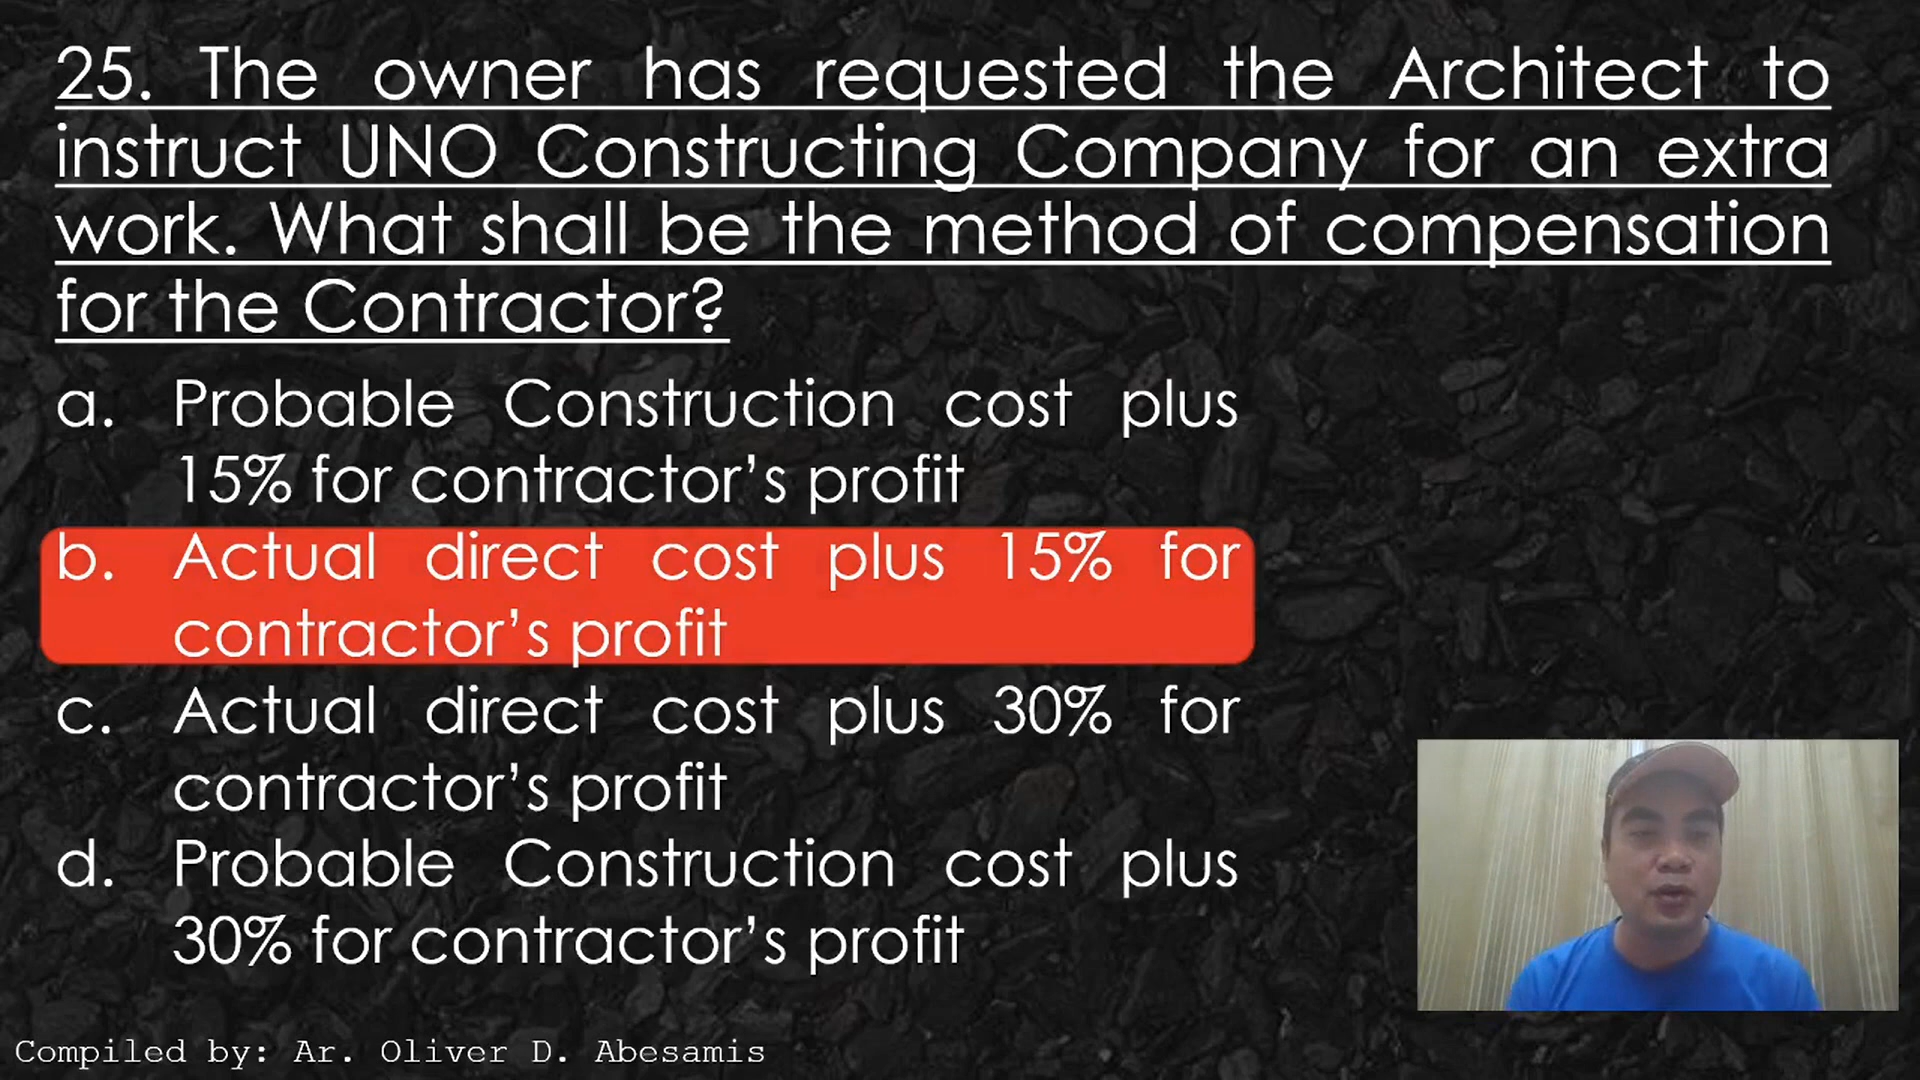 25. The owner has requested the Architect to
instruct UNO Constructing Company for an extra
work. What shall be the method of compensation
for the Contractor?
a. Probable Construction cost plus
15% for contractor’s profit
b. Actual direct cost plus 15% for
contractor’s profit
c. Actual direct cost plus 30% for
contractor’s profit
d. Probable Construction cost plus
30% for contractor’s profit
Compiled by: Ar. Oliver D. Abesamis